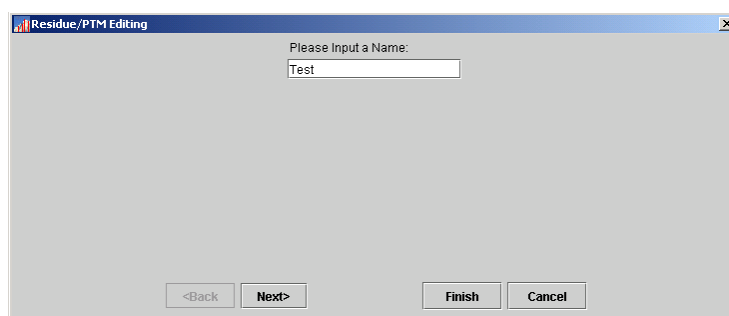 Residue/PTM Editing
Please Input a Name:
Test
<Back Next> Finish Cancel